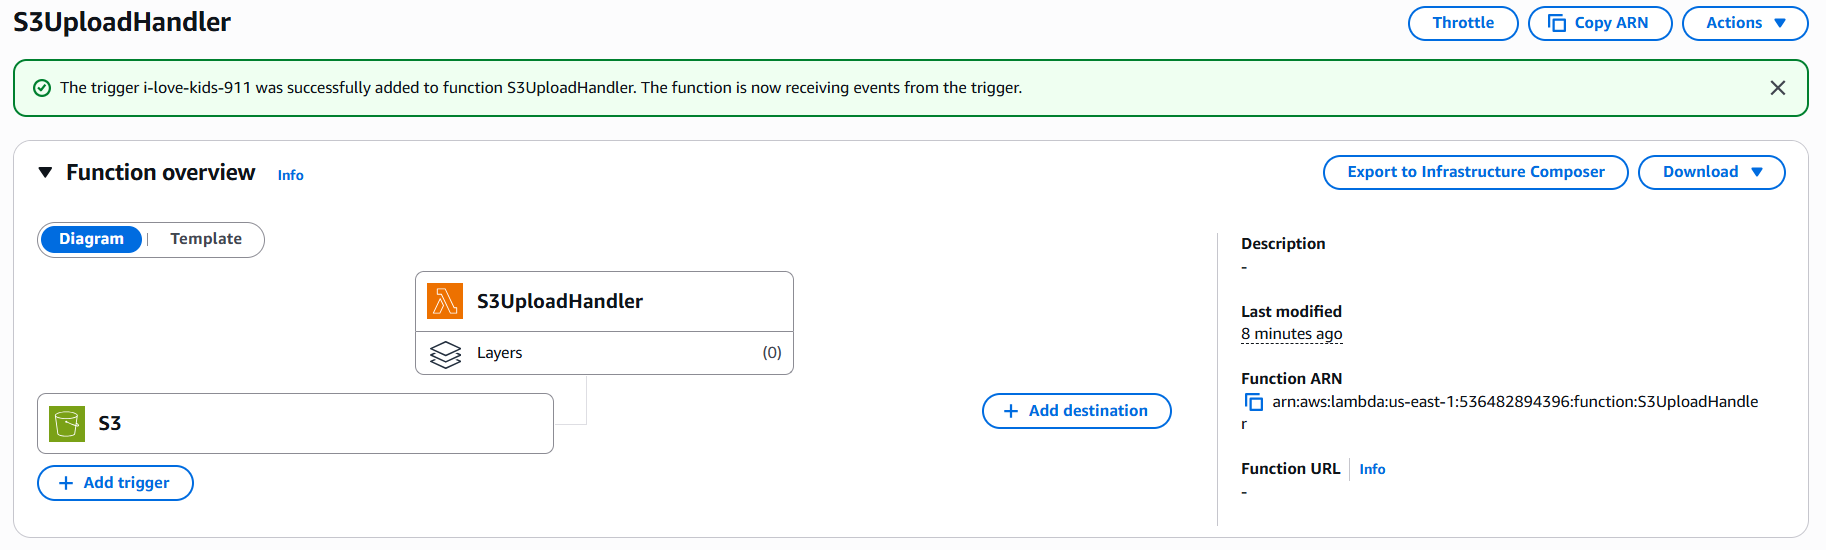 S3UploadHandler
Throttle
Copy ARN
Actions
The trigger i-love-kids-911 was successfully added to function S3UploadHandler. The function is now receiving events from the trigger.
Function overview
Info
Export to Infrastructure Composer
Download
Diagram
Template
S3UploadHandler
Layers
(0)
S3
+ Add trigger
+ Add destination
Description
-
Last modified
8 minutes ago
Function ARN
arn:aws:lambda:us-east-1:536482894396:function:S3UploadHandle
r
Function URL
Info
-